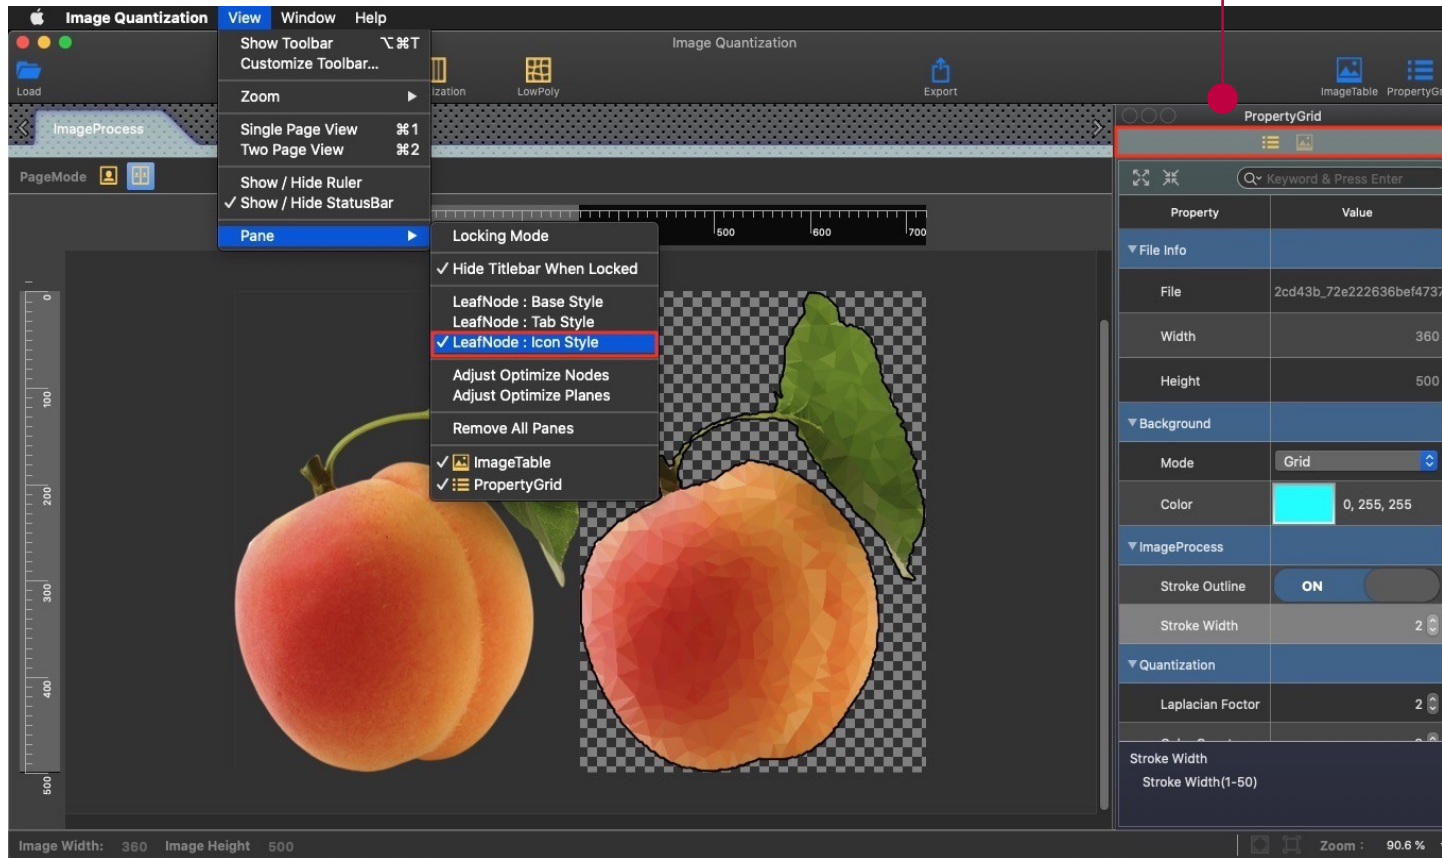 Image Quantization View Window Help
Image Quantization
Show Toolbar ⌥⌘T
Customize Toolbar...
Zoom
Single Page View ⌘1
Two Page View ⌘2
Show / Hide Ruler
✓ Show / Hide StatusBar
Pane
Load
LowPoly
Export
ImageTable
ImageProcess
PageMode
Locking Mode
✓ Hide Titlebar When Locked
LeafNode : Base Style
LeafNode : Tab Style
✓ LeafNode : Icon Style
Adjust Optimize Nodes
Adjust Optimize Planes
Remove All Panes
✓ ImageTable
✓ PropertyGrid
500 600 700
0
100
200
300
400
500
PropertyGrid
Keyword & Press Enter
Property Value
File Info
File 2cd43b_72e222636bef4737
Width 360
Height 500
Background
Mode Grid
Color 0, 255, 255
ImageProcess
Stroke Outline ON
Stroke Width 2
Quantization
Laplacian Foctor 2
Stroke Width
Stroke Width(1-50)
Image Width: 360 Image Height 500
Zoom : 90.6 %